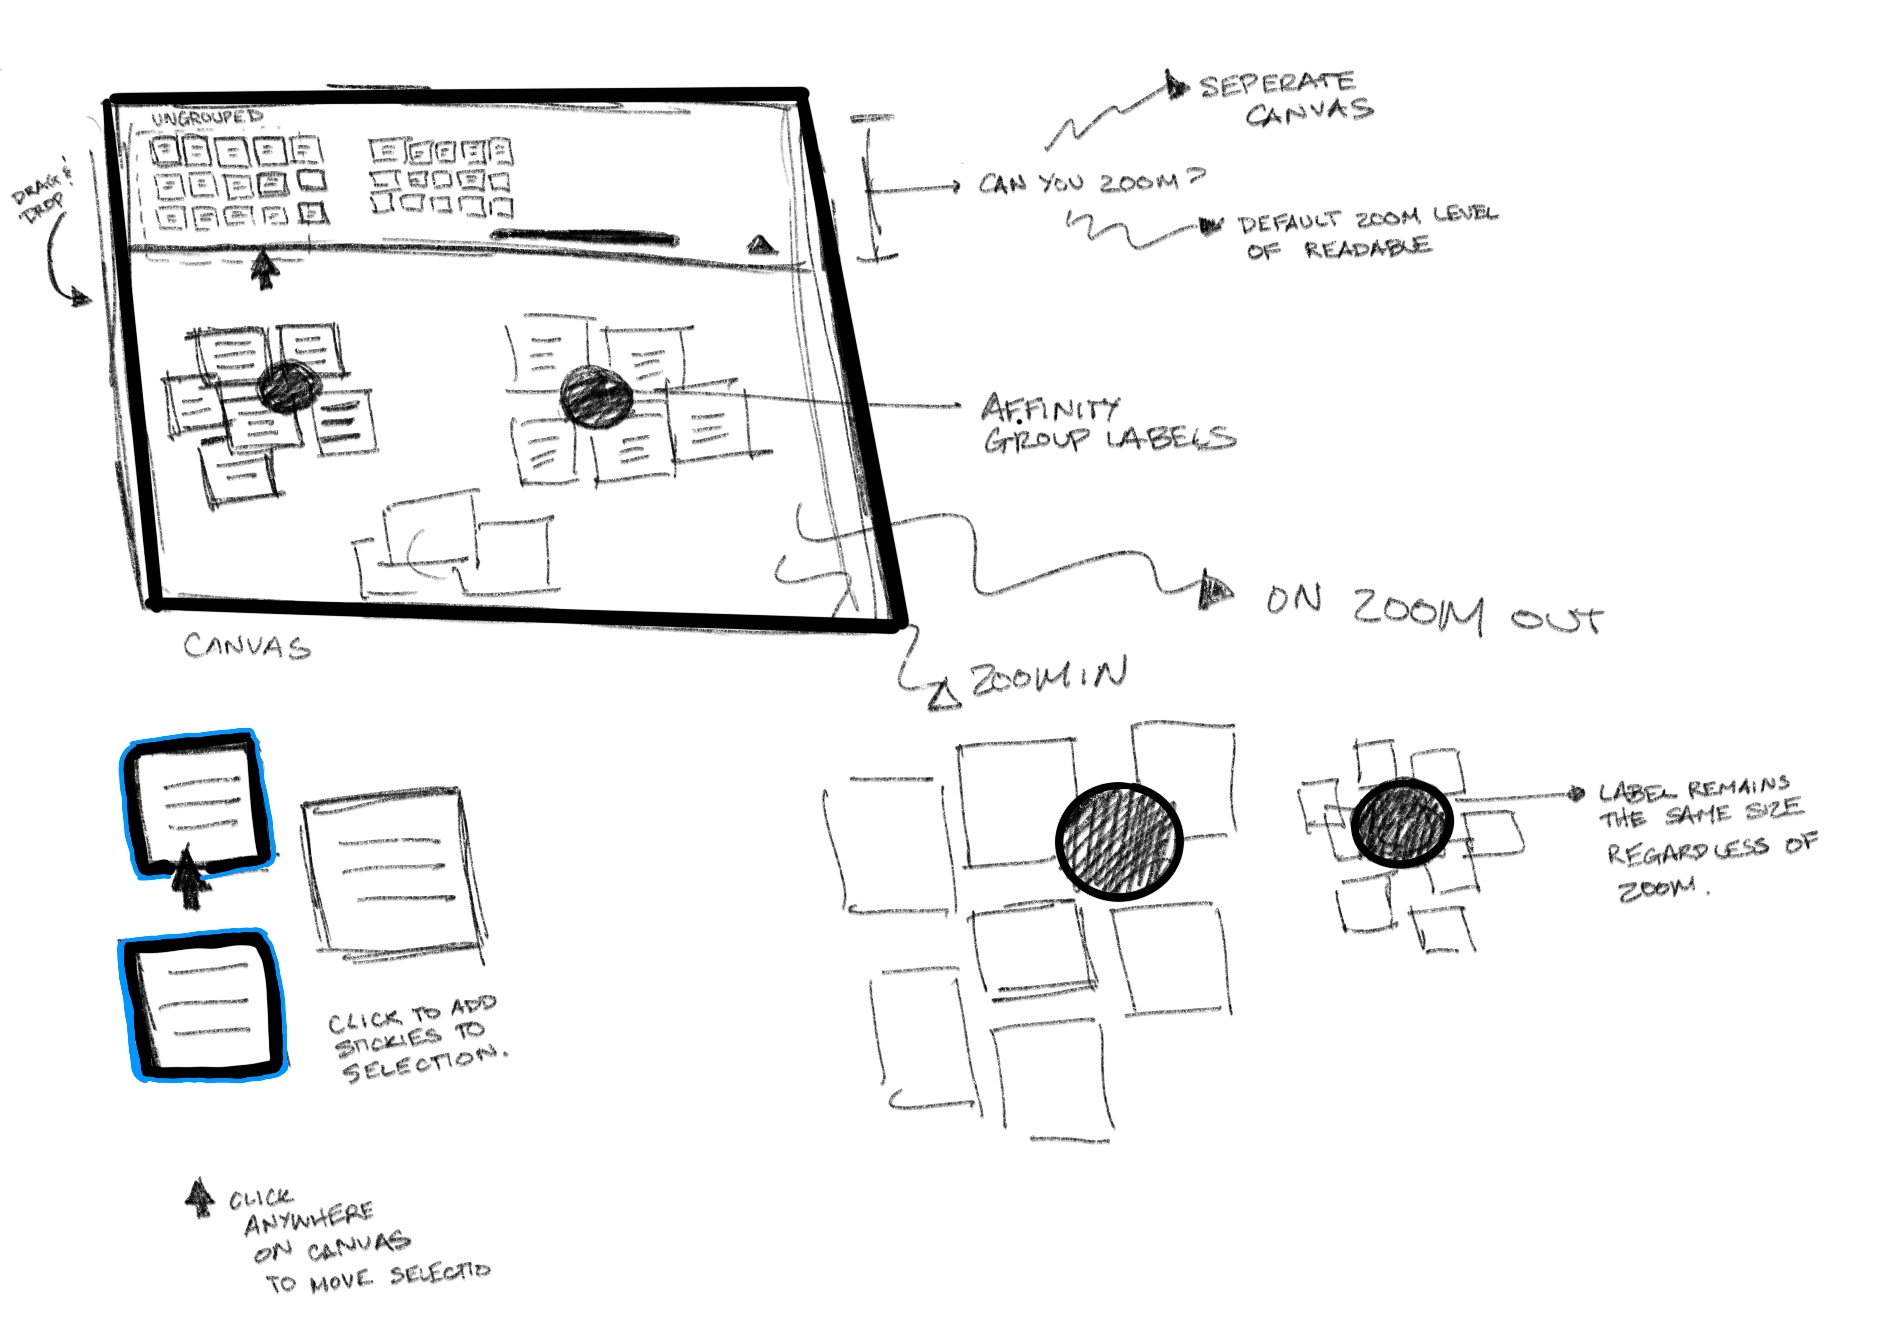 SEPERATE
CANVAS
UNGROUPED
DRAG &
DROP
CAN YOU ZOOM?
DEFAULT ZOOM LEVEL
OF READABLE
AFFINITY
GROUP LABELS
ON ZOOM OUT
CANVAS
ZOOM IN
LABEL REMAINS
THE SAME SIZE
REGARDLESS OF
ZOOM.
CLICK TO ADD
STICKIES TO
SELECTION.
CLICK
ANYWHERE
ON CANVAS
TO MOVE SELECTIO